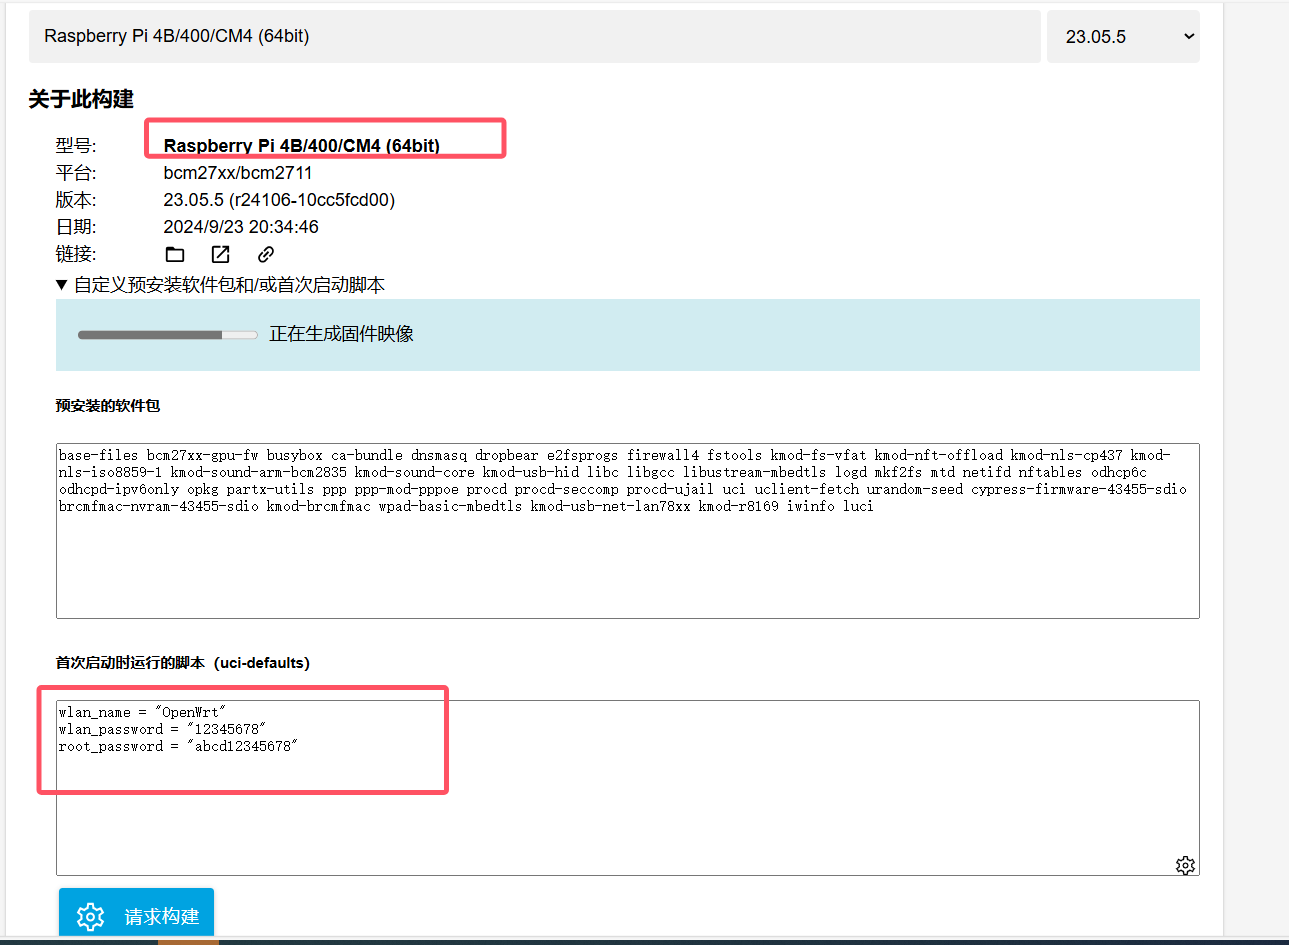 Raspberry Pi 4B/400/CM4 (64bit)
23.05.5
关于此构建
型号: Raspberry Pi 4B/400/CM4 (64bit)
平台: bcm27xx/bcm2711
版本: 23.05.5 (r24106-10cc5fcd00)
日期: 2024/9/23 20:34:46
链接:
▼ 自定义预安装软件包和/或首次启动脚本
正在生成固件映像
预安装的软件包
base-files bcm27xx-gpu-fw busybox ca-bundle dnsmasq dropbear e2fsprogs firewall4 fstools kmod-fs-vfat kmod-nft-offload kmod-nls-cp437 kmod-
nls-iso8859-1 kmod-sound-arm-bcm2835 kmod-sound-core kmod-usb-hid libc libgcc libustream-mbedtls logd mkf2fs mtd netifd nftables odhcp6c
odhcpd-ipv6only opkg partx-utils ppp ppp-mod-pppoe procd procd-seccomp procd-ujail uci uclient-fetch urandom-seed cypress-firmware-43455-sdio
brcmfmac-nvram-43455-sdio kmod-brcmfmac wpad-basic-mbedtls kmod-usb-net-lan78xx kmod-r8169 iwinfo luci
首次启动时运行的脚本（uci-defaults）
wlan_name = "OpenWrt"
wlan_password = "12345678"
root_password = "abcd12345678"
请求构建